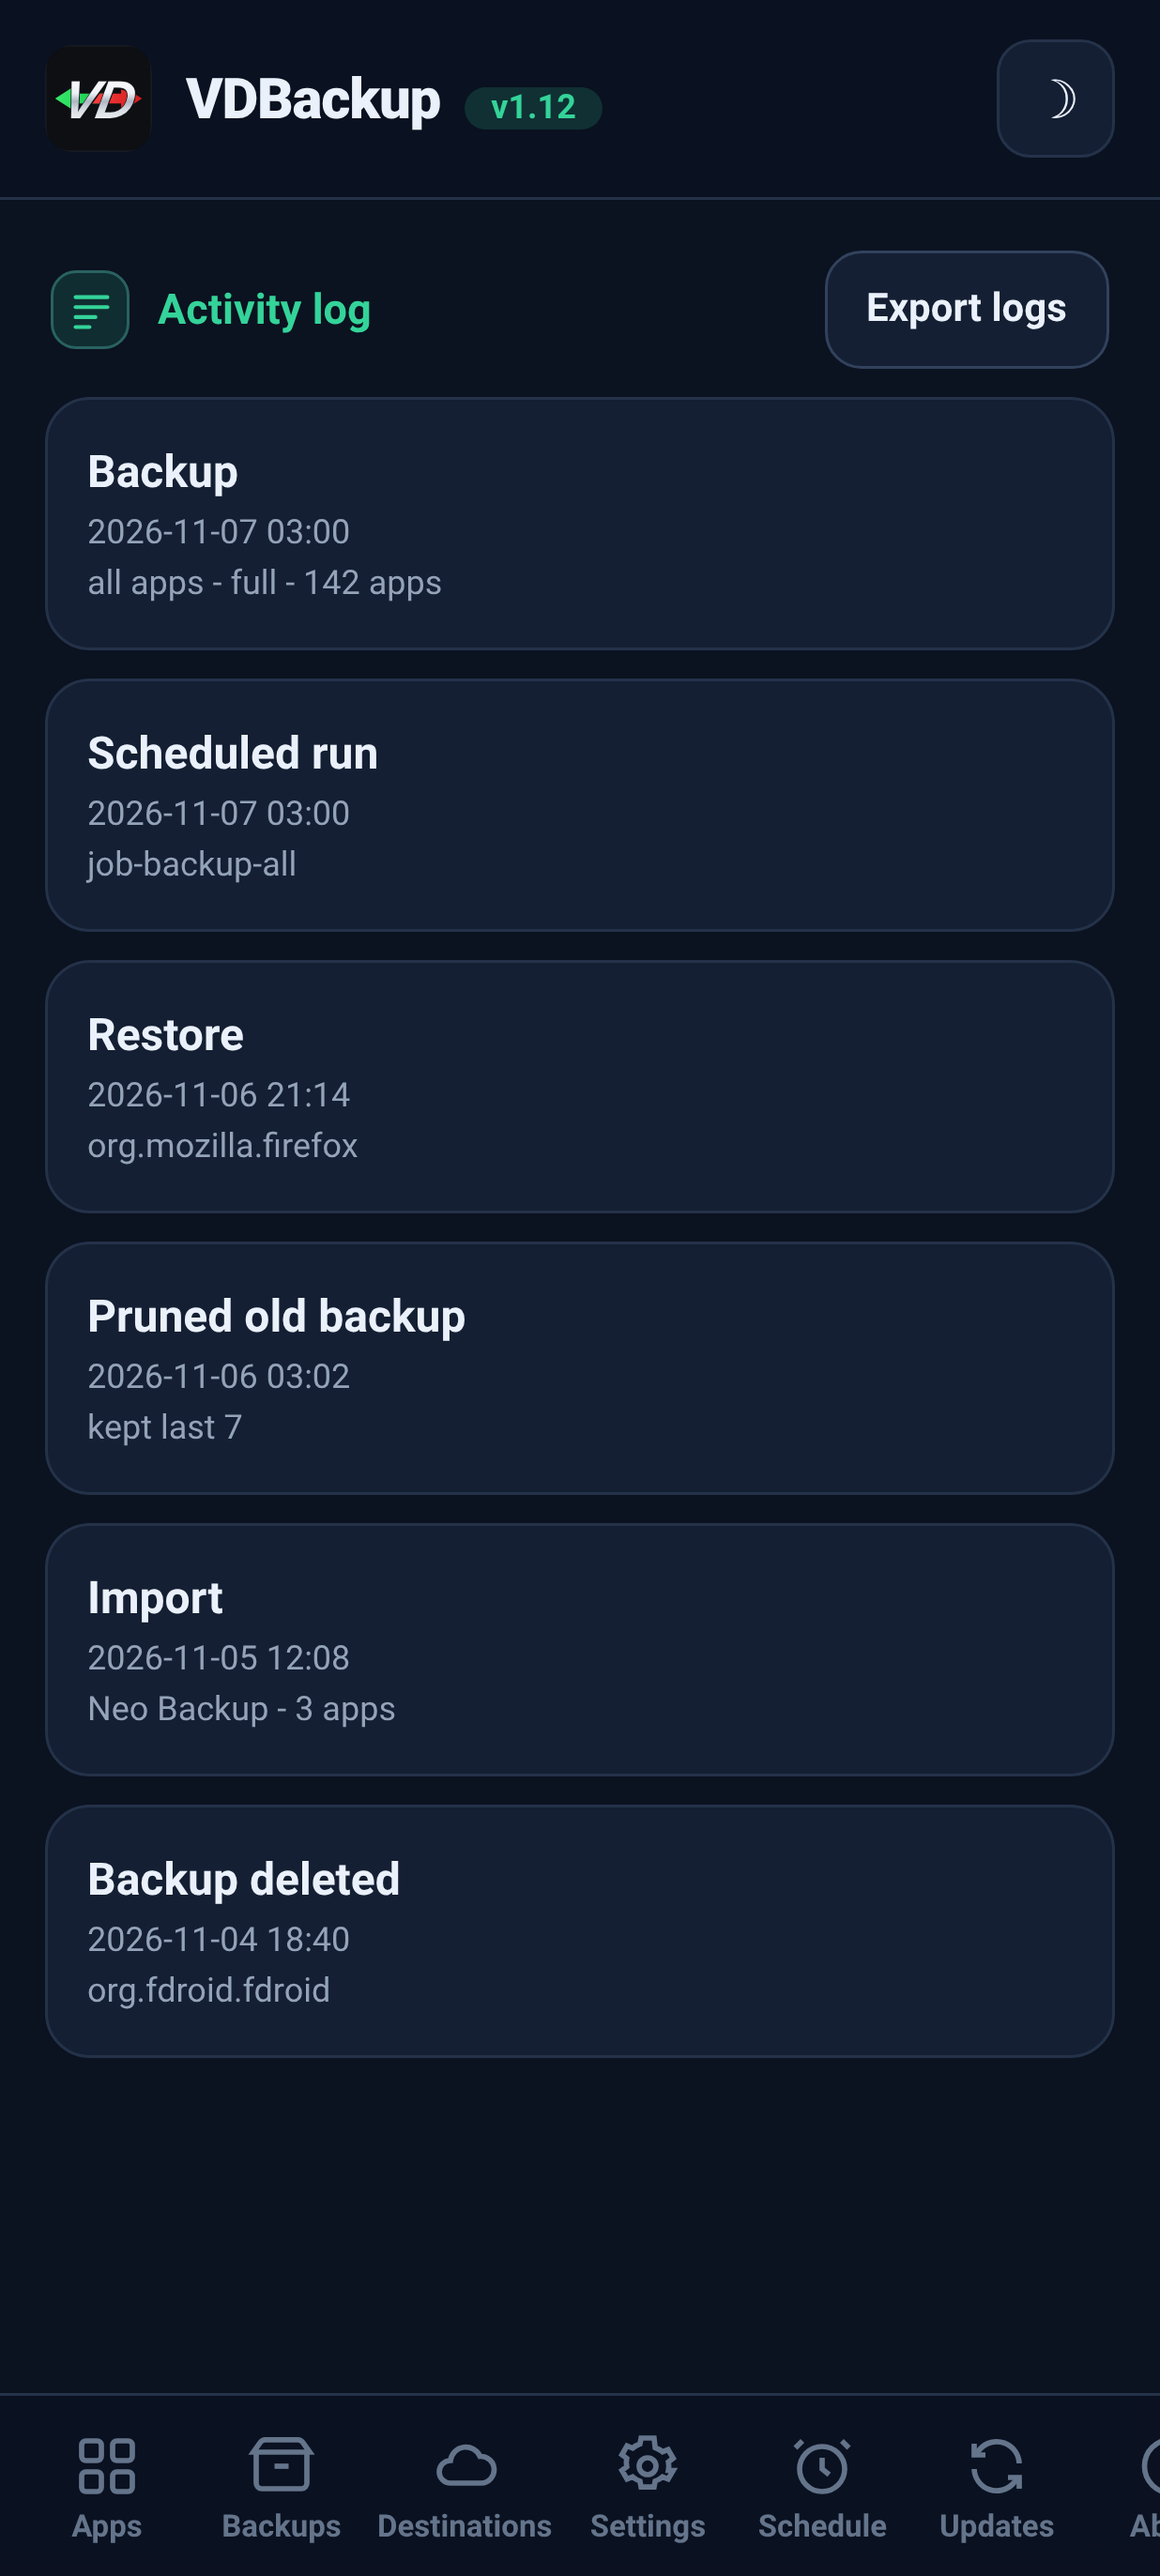 VD
VDBackup v1.12
Activity log
Export logs
Backup
2026-11-07 03:00
all apps - full - 142 apps
Scheduled run
2026-11-07 03:00
job-backup-all
Restore
2026-11-06 21:14
org.mozilla.firefox
Pruned old backup
2026-11-06 03:02
kept last 7
Import
2026-11-05 12:08
Neo Backup - 3 apps
Backup deleted
2026-11-04 18:40
org.fdroid.fdroid
Apps Backups Destinations Settings Schedule Updates